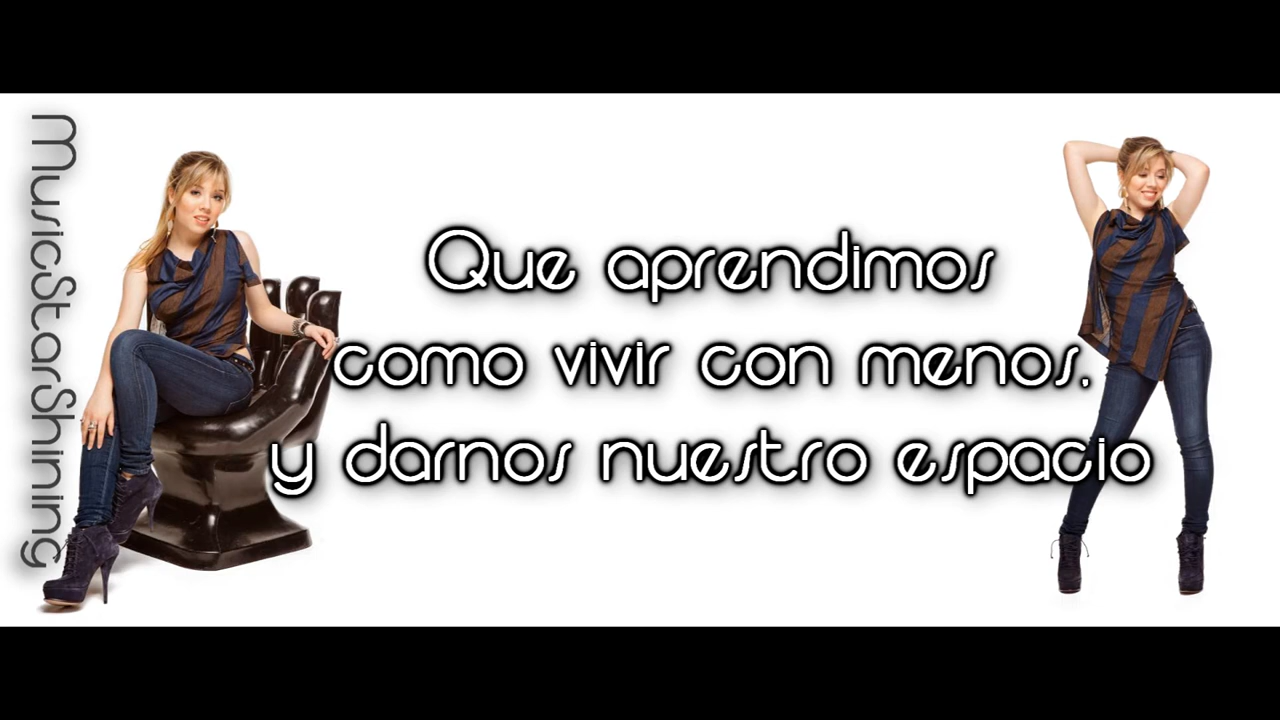 MusicStarShining
Que aprendimos
como vivir con menos,
y darnos nuestro espacio